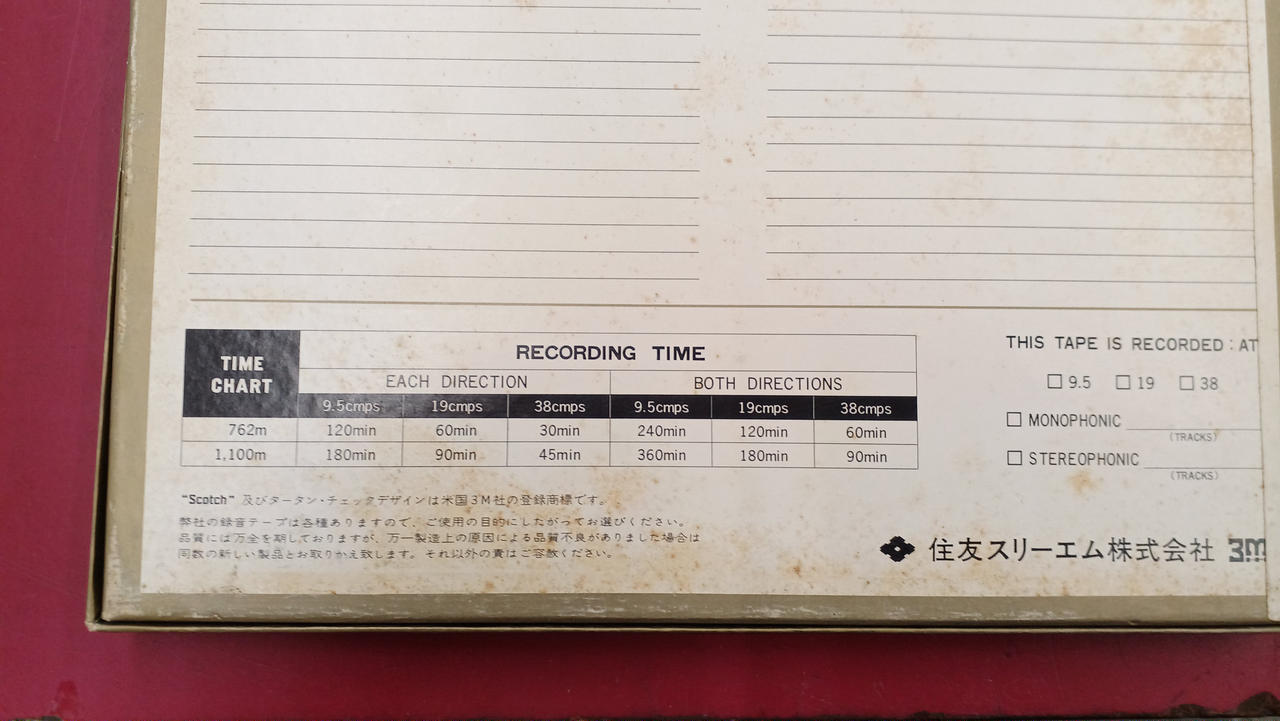 TIME
CHART
RECORDING TIME
EACH DIRECTION BOTH DIRECTIONS
9.5cmps 19cmps 38cmps 9.5cmps 19cmps 38cmps
762m 120min 60min 30min 240min 120min 60min
1,100m 180min 90min 45min 360min 180min 90min
THIS TAPE IS RECORDED : AT
□ 9.5 □ 19 □ 38
□ MONOPHONIC
(TRACKS)
□ STEREOPHONIC
(TRACKS)
"Scotch" 及びタータン・チェックデザインは米国3M社の登録商標です。
弊社の録音テープは各種ありますので、ご使用の目的にしたがってお選びください。
品質には万全を期しておりますが、万一製造上の原因による品質不良がありました場合は
同数の新しい製品とお取りかえ致します。それ以外の責はご容赦ください。
住友スリーエム株式会社 3M